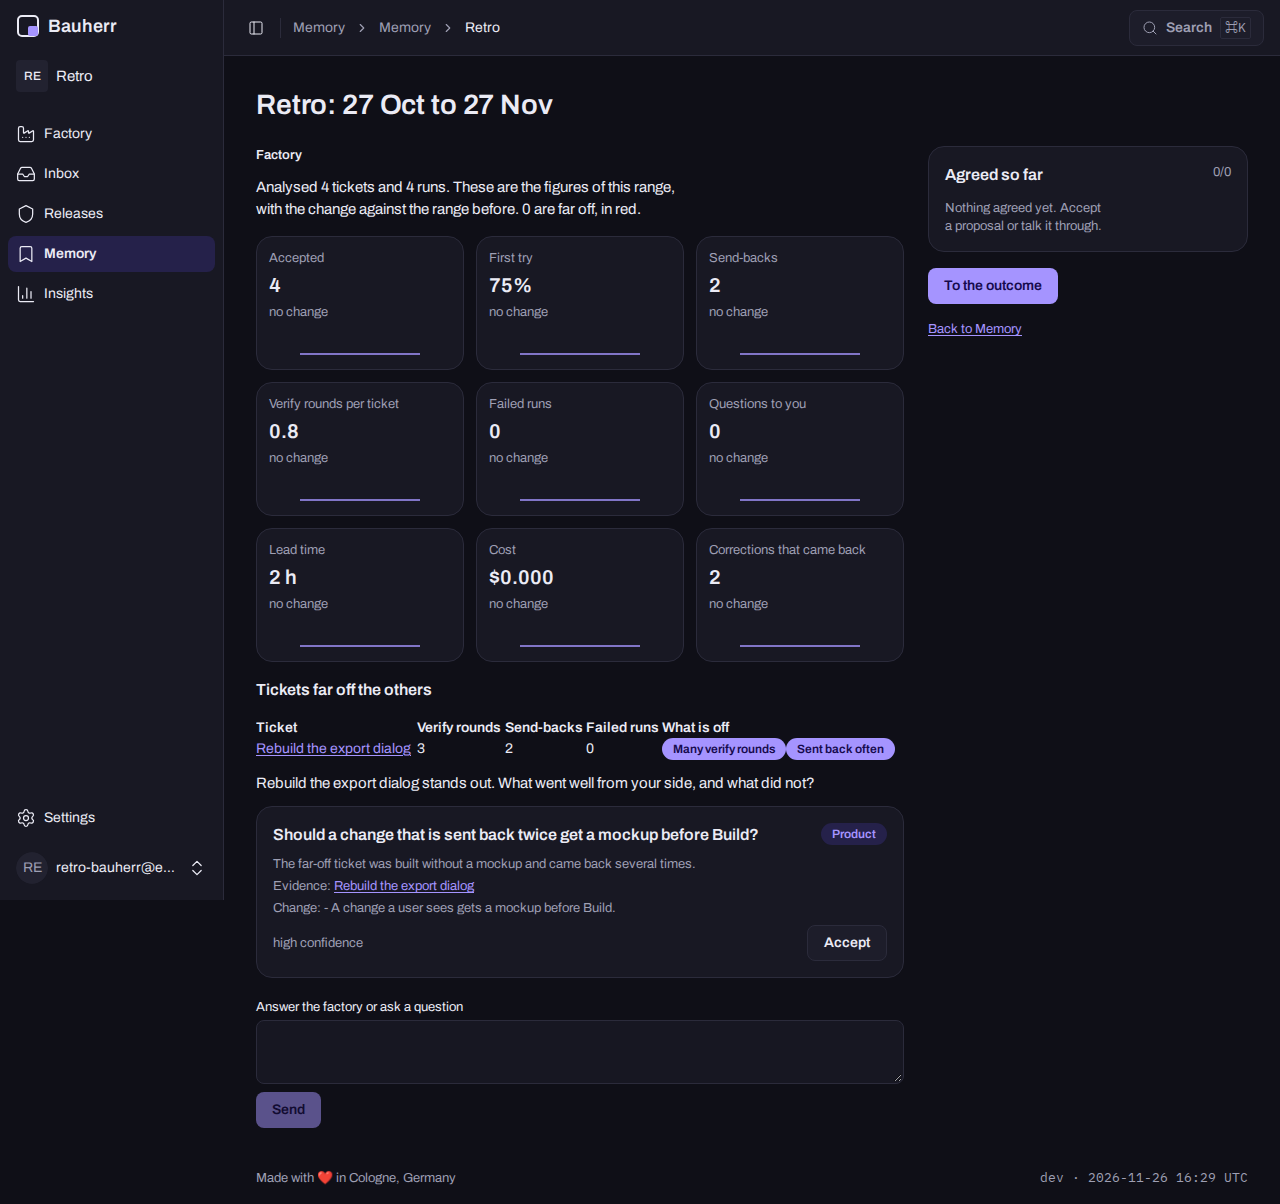 Bauherr
RE Retro
Factory
Inbox
Releases
Memory
Insights
Settings
RE retro-bauherr@e...
Memory > Memory > Retro
Search ⌘K
Retro: 27 Oct to 27 Nov
Factory
Analysed 4 tickets and 4 runs. These are the figures of this range,
with the change against the range before. 0 are far off, in red.
Accepted
4
no change
First try
75%
no change
Send-backs
2
no change
Verify rounds per ticket
0.8
no change
Failed runs
0
no change
Questions to you
0
no change
Lead time
2 h
no change
Cost
$0.000
no change
Corrections that came back
2
no change
Tickets far off the others
Ticket Verify rounds Send-backs Failed runs What is off
Rebuild the export dialog 3 2 0 Many verify rounds Sent back often
Rebuild the export dialog stands out. What went well from your side, and what did not?
Should a change that is sent back twice get a mockup before Build? Product
The far-off ticket was built without a mockup and came back several times.
Evidence: Rebuild the export dialog
Change: - A change a user sees gets a mockup before Build.
high confidence Accept
Answer the factory or ask a question
Send
Agreed so far 0/0
Nothing agreed yet. Accept
a proposal or talk it through.
To the outcome
Back to Memory
Made with ❤️ in Cologne, Germany
dev · 2026-11-26 16:29 UTC